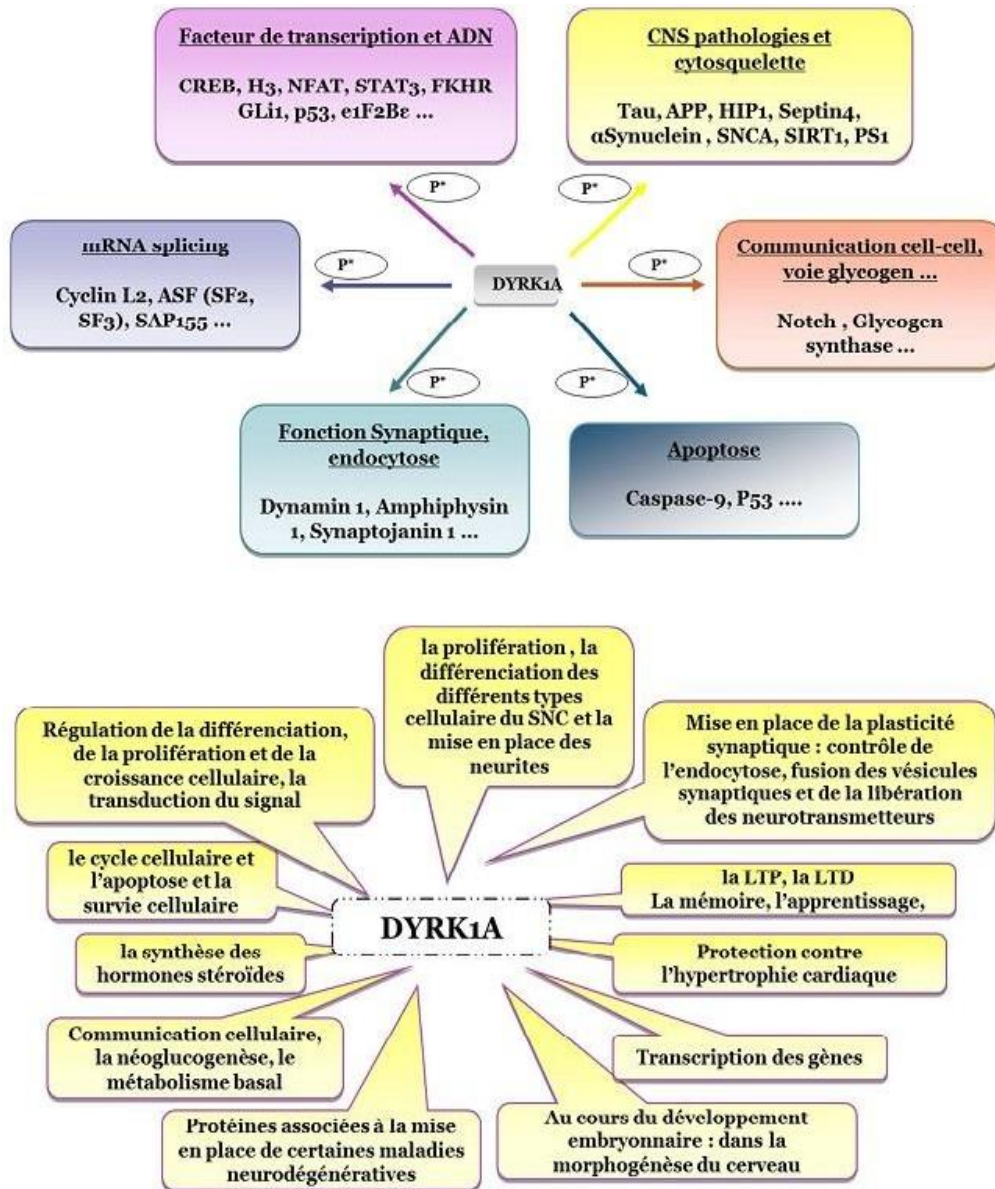 Facteur de transcription et ADN
CREB, H3, NFAT, STAT3, FKHR
GLi1, p53, e1F2Bε ...
CNS pathologies et
cytosquelette
Tau, APP, HIP1, Septin4,
αSynuclein , SNCA, SIRT1, PS1
P*
P*
mRNA splicing
Cyclin L2, ASF (SF2,
SF3), SAP155 ...
P*
DYRK1A
P*
Communication cell-cell,
voie glycogen ...
Notch , Glycogen
synthase ...
P*
P*
Fonction Synaptique,
endocytose
Dynamin 1, Amphiphysin
1, Synaptojanin 1 ...
Apoptose
Caspase-9, P53 ....
la prolifération , la
différenciation des
différents types
cellulaire du SNC et la
mise en place des
neurites
Régulation de la différenciation,
de la prolifération et de la
croissance cellulaire, la
transduction du signal
Mise en place de la plasticité
synaptique : contrôle de
l'endocytose, fusion des vésicules
synaptiques et de la libération
des neurotransmetteurs
le cycle cellulaire et
l'apoptose et la
survie cellulaire
la LTP, la LTD
La mémoire, l'apprentissage,
DYRK1A
la synthèse des
hormones stéroïdes
Protection contre
l'hypertrophie cardiaque
Communication cellulaire,
la néoglucogenèse, le
métabolisme basal
Transcription des gènes
Protéines associées à la mise
en place de certaines maladies
neurodégénératives
Au cours du développement
embryonnaire : dans la
morphogénèse du cerveau